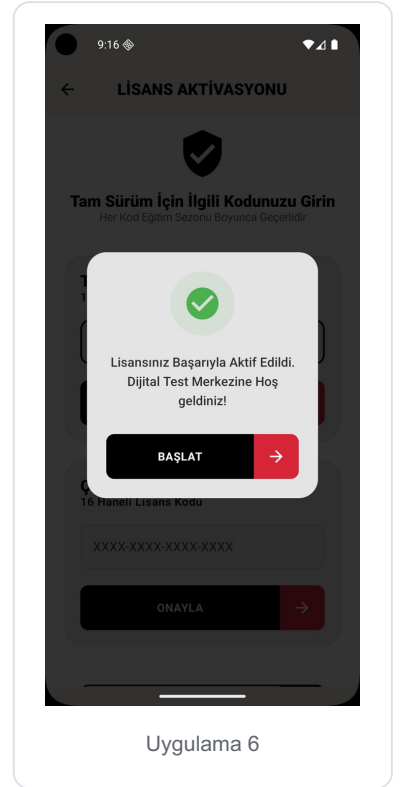 9:16
LİSANS AKTİVASYONU
Tam Sürüm İçin İlgili Kodunuzu Girin
Her Kod Eğitim Sezonu Boyunca Geçerlidir
Lisansınız Başarıyla Aktif Edildi.
Dijital Test Merkezine Hoş
geldiniz!
BAŞLAT
16 Haneli Lisans Kodu
XXXX-XXXX-XXXX-XXXX
ONAYLA
Uygulama 6